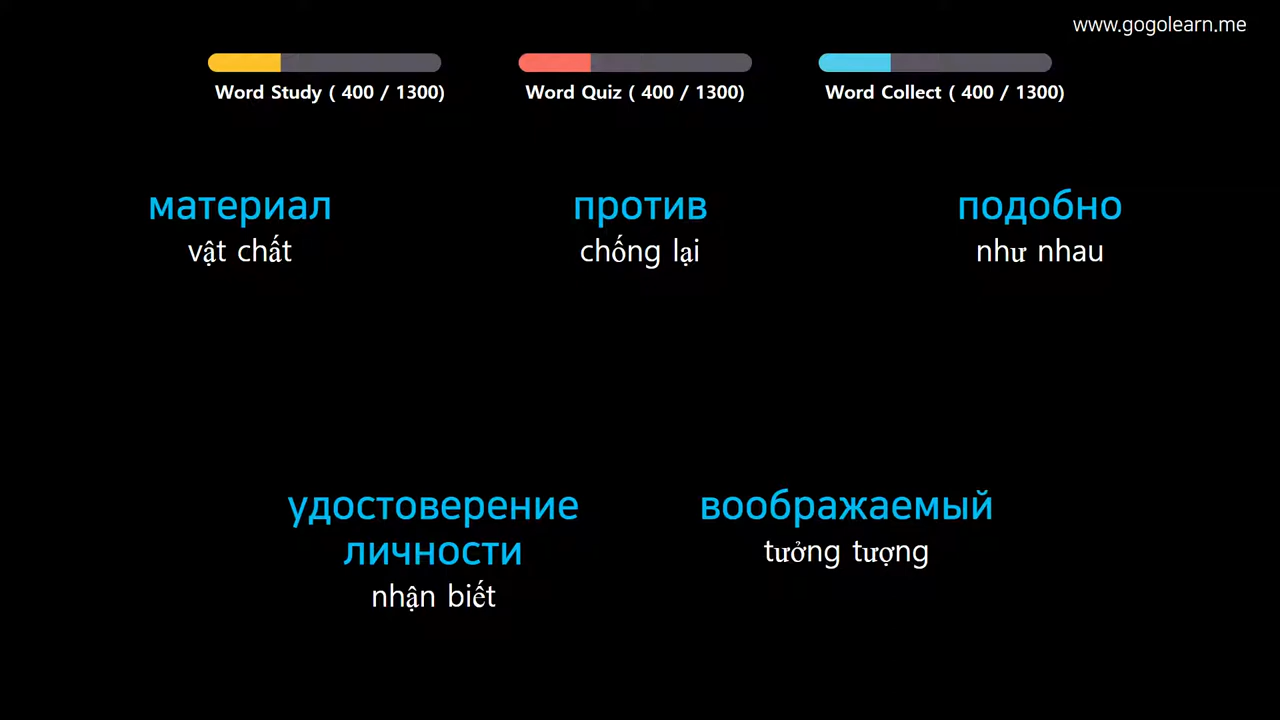 www.gogolearn.me
Word Study ( 400 / 1300)
Word Quiz ( 400 / 1300)
Word Collect ( 400 / 1300)
материал
vật chất
против
chống lại
подобно
như nhau
удостоверение
личности
nhận biết
воображаемый
tưởng tượng